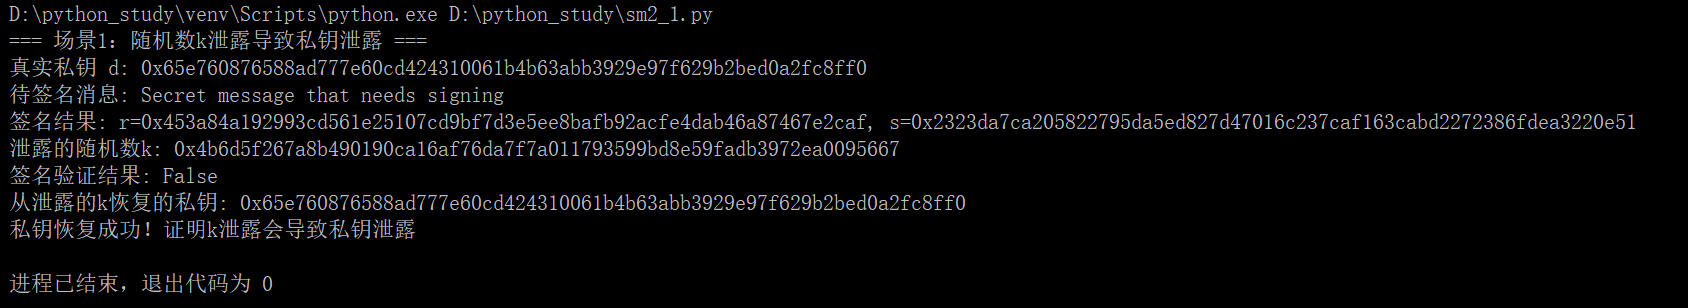 D:\python_study\venv\Scripts\python.exe D:\python_study\sm2_1.py
=== 场景1：随机数k泄露导致私钥泄露 ===
真实私钥 d: 0x65e760876588ad777e60cd424310061b4b63abb3929e97f629b2bed0a2fc8ff0
待签名消息: Secret message that needs signing
签名结果: r=0x453a84a192993cd561e25107cd9bf7d3e5ee8bafb92acfe4dab46a87467e2caf, s=0x2323da7ca205822795da5ed827d47016c237caf163cabd2272386fdea3220e51
泄露的随机数k: 0x4b6d5f267a8b490190ca16af76da7f7a011793599bd8e59fadb3972ea0095667
签名验证结果: False
从泄露的k恢复的私钥: 0x65e760876588ad777e60cd424310061b4b63abb3929e97f629b2bed0a2fc8ff0
私钥恢复成功！证明k泄露会导致私钥泄露
进程已结束，退出代码为 0